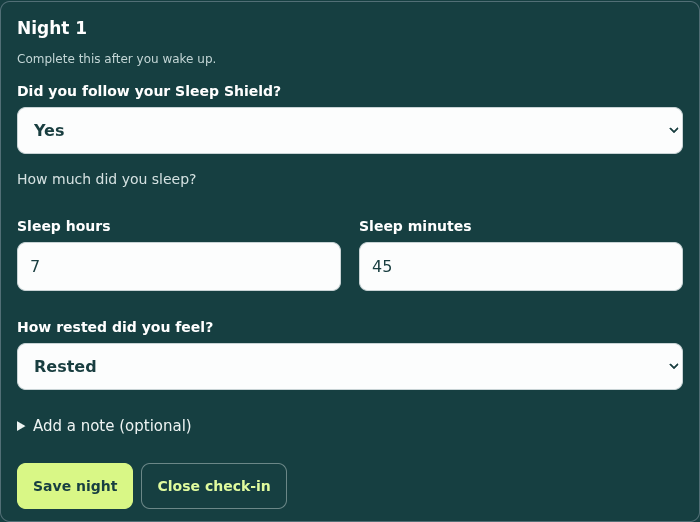 Night 1
Complete this after you wake up.
Did you follow your Sleep Shield?
Yes
How much did you sleep?
Sleep hours
Sleep minutes
7
45
How rested did you feel?
Rested
Add a note (optional)
Save night
Close check-in